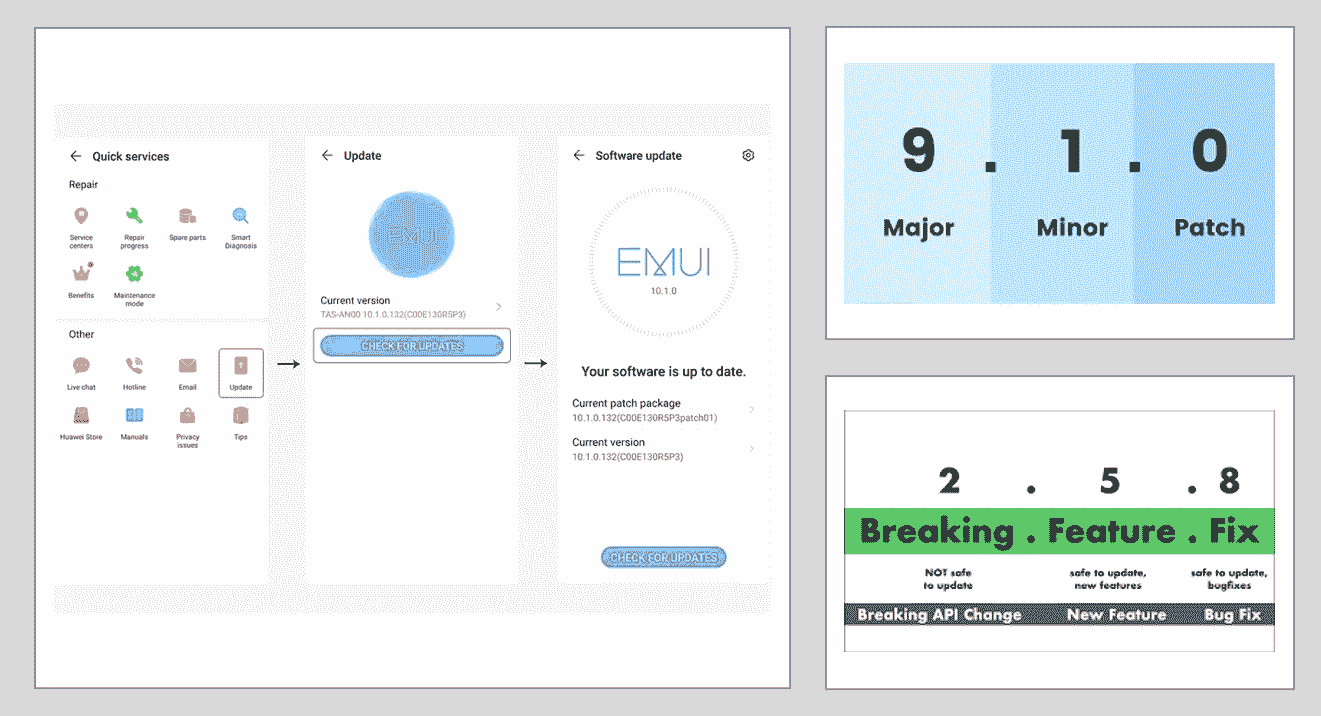 Quick services
Repair
Service centers
Repair progress
Spare parts
Smart Diagnosis
Benefits
Maintenance mode
Other
Live chat
Hotline
Email
Update
Huawei Store
Manuals
Privacy issues
Tips
Update
EMUI
Current version
TAS-AN00 10.1.0.132(C00E130R5P3)
CHECK FOR UPDATES
Software update
EMUI
10.1.0
Your software is up to date.
Current patch package
10.1.0.132(C00E130R5P3patch01)
Current version
10.1.0.132(C00E130R5P3)
CHECK FOR UPDATES
9 . 1 . 0
Major Minor Patch
2 . 5 . 8
Breaking . Feature . Fix
NOT safe
to update
safe to update,
new features
safe to update,
bugfixes
Breaking API Change New Feature Bug Fix